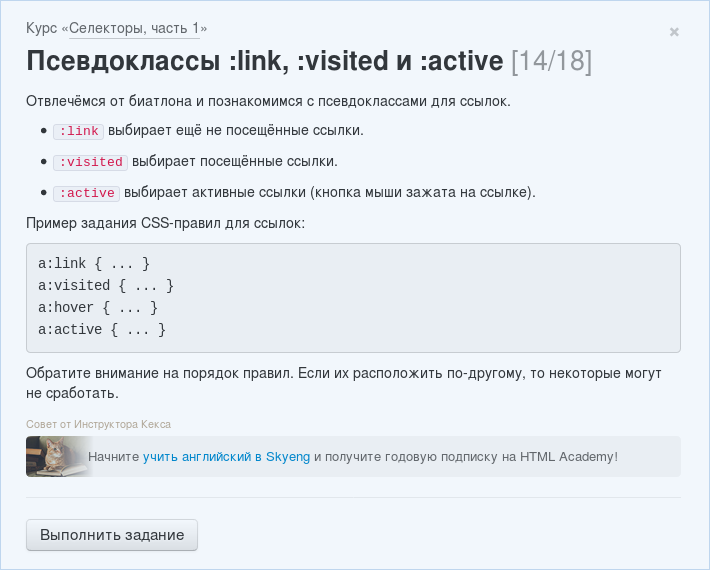 Курс «Селекторы, часть 1»
×
Псевдоклассы :link, :visited и :active [14/18]
Отвлечёмся от биатлона и познакомимся с псевдоклассами для ссылок.
• :link выбирает ещё не посещённые ссылки.
• :visited выбирает посещённые ссылки.
• :active выбирает активные ссылки (кнопка мыши зажата на ссылке).
Пример задания CSS-правил для ссылок:
a:link { ... }
a:visited { ... }
a:hover { ... }
a:active { ... }
Обратите внимание на порядок правил. Если их расположить по-другому, то некоторые могут
не сработать.
Совет от Инструктора Кекса
Начните учить английский в Skyeng и получите годовую подписку на HTML Academy!
Выполнить задание